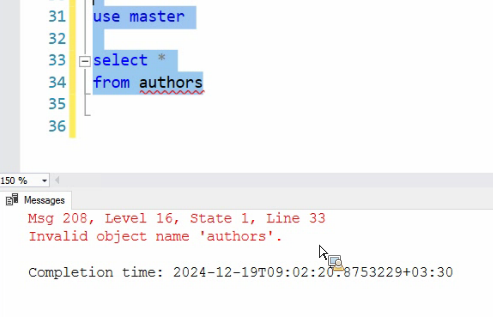 31 use master
32
33 select *
34 from authors
35
36
150 %
Messages
Msg 208, Level 16, State 1, Line 33
Invalid object name 'authors'.
Completion time: 2024-12-19T09:02:20.8753229+03:30